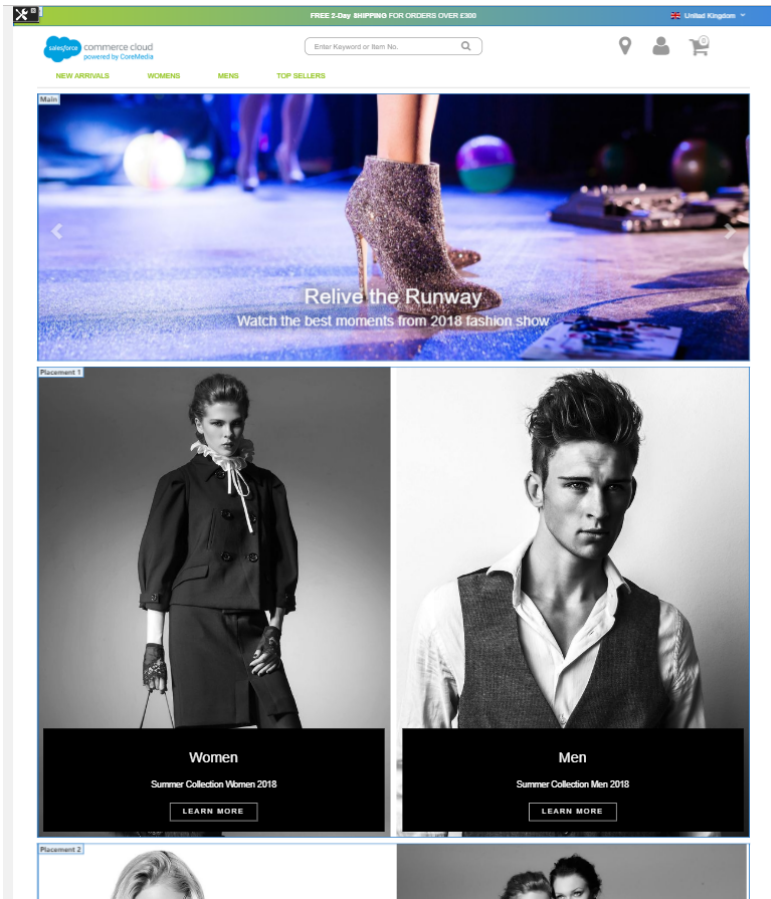 FREE 2-Day SHIPPING FOR ORDERS OVER £300
United Kingdom
salesforce commerce cloud
powered by CoreMedia
Enter Keyword or Item No.
0
NEW ARRIVALS WOMENS MENS TOP SELLERS
Main
Relive the Runway
Watch the best moments from 2018 fashion show
Placement 1
Women
Summer Collection Women 2018
LEARN MORE
Men
Summer Collection Men 2018
LEARN MORE
Placement 2